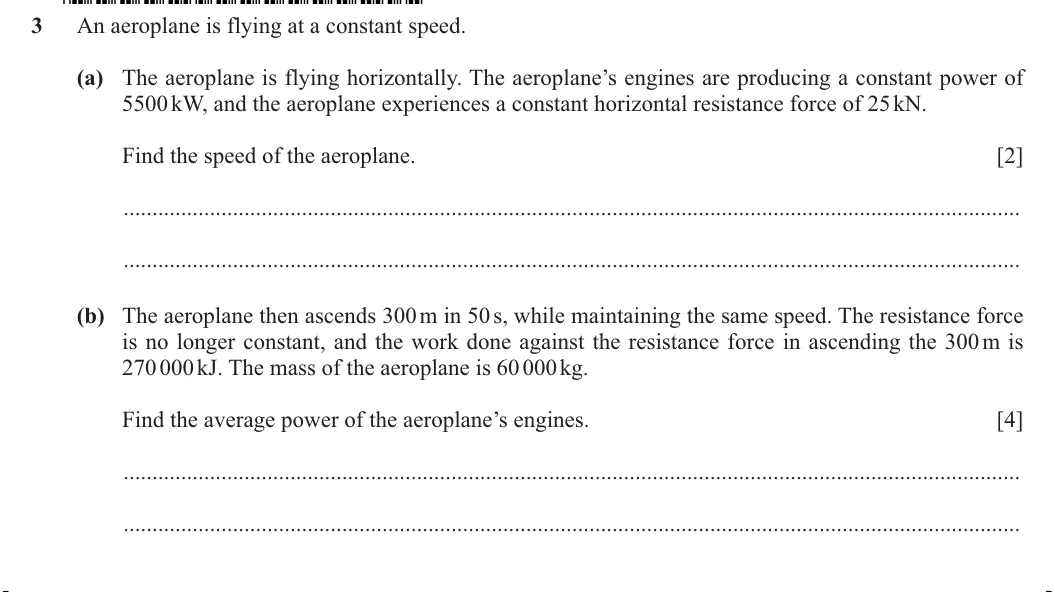 3 An aeroplane is flying at a constant speed.
(a) The aeroplane is flying horizontally. The aeroplane’s engines are producing a constant power of
5500 kW, and the aeroplane experiences a constant horizontal resistance force of 25 kN.
Find the speed of the aeroplane. [2]
(b) The aeroplane then ascends 300 m in 50 s, while maintaining the same speed. The resistance force
is no longer constant, and the work done against the resistance force in ascending the 300 m is
270 000 kJ. The mass of the aeroplane is 60 000 kg.
Find the average power of the aeroplane’s engines. [4]